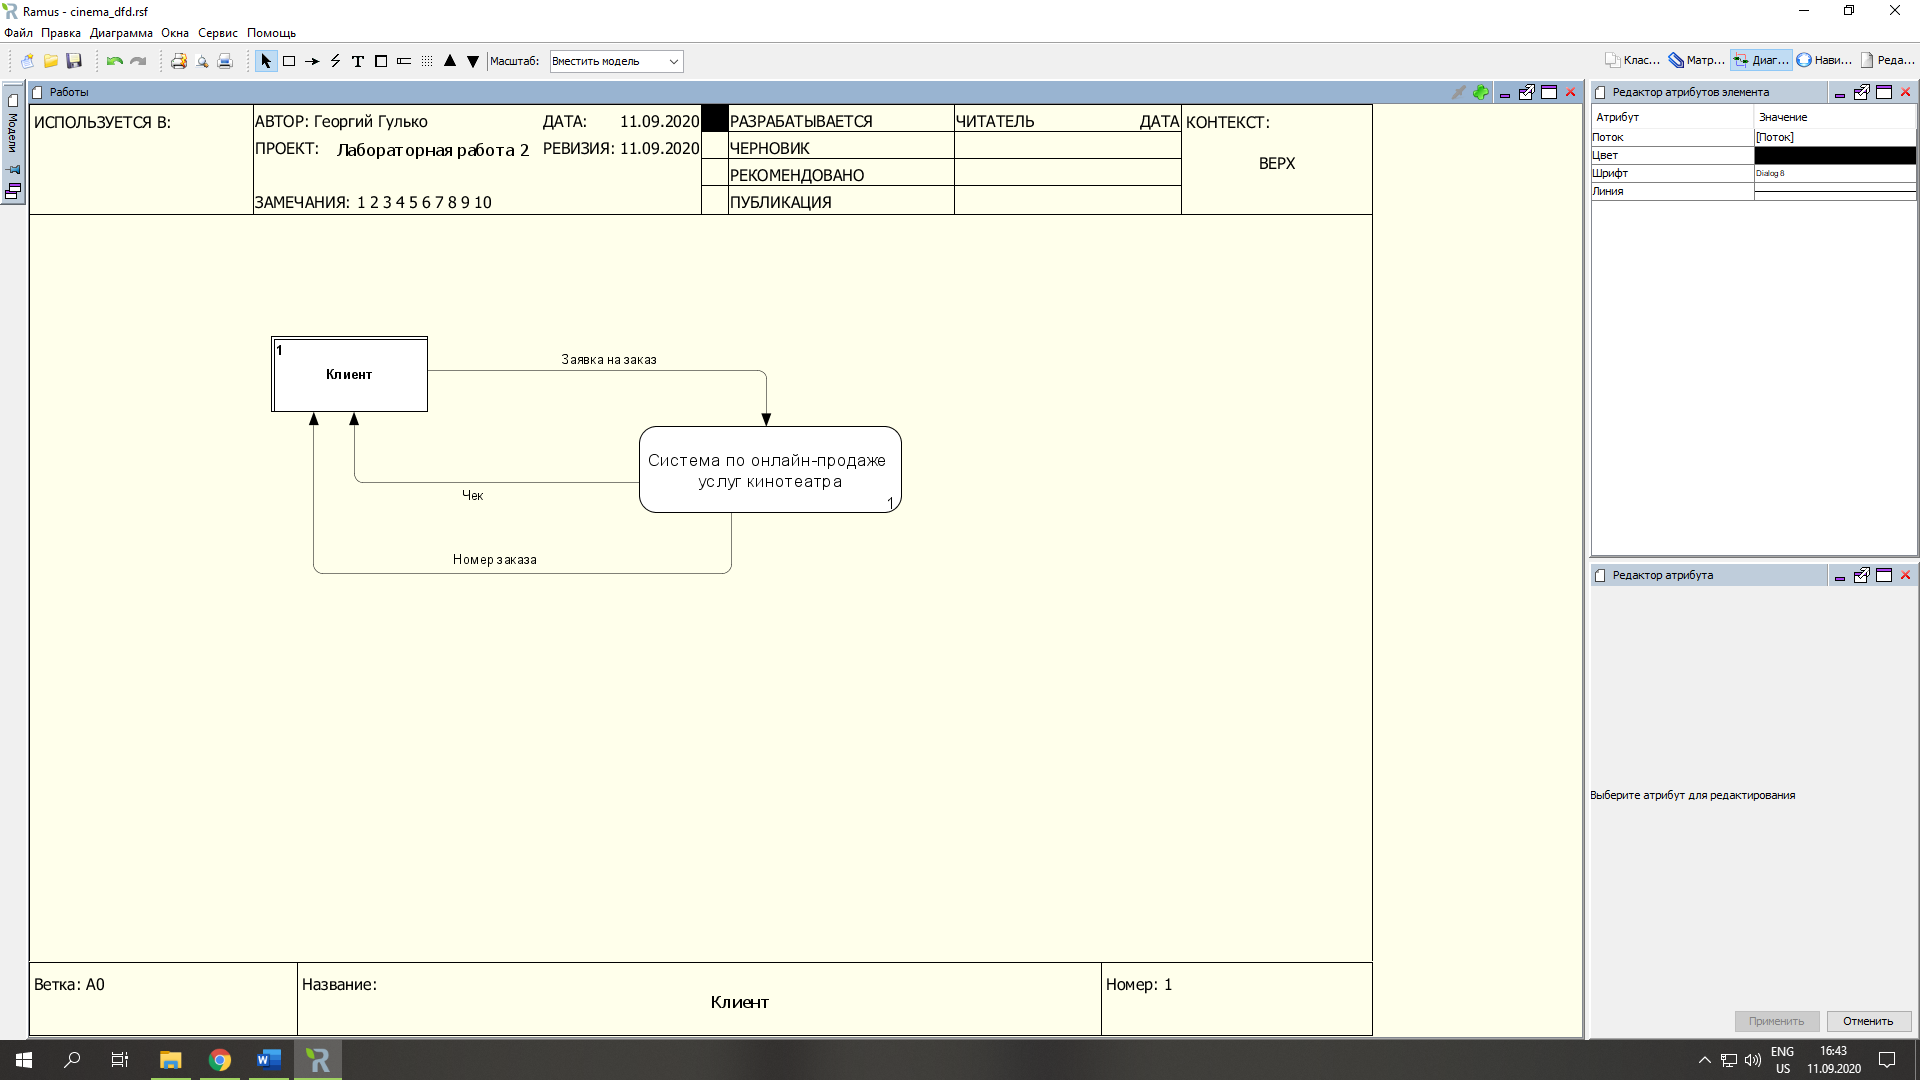 Ramus - cinema_dfd.rsf
Файл Правка Диаграмма Окна Сервис Помощь
Масштаб: Вместить модель
Клас... Матр... Диаг... Нави... Реда...
Модели
Работы
ИСПОЛЬЗУЕТСЯ В:
АВТОР: Георгий Гулько
ДАТА: 11.09.2020
ПРОЕКТ: Лабораторная работа 2
РЕВИЗИЯ: 11.09.2020
ЗАМЕЧАНИЯ: 1 2 3 4 5 6 7 8 9 10
РАЗРАБАТЫВАЕТСЯ
ЧЕРНОВИК
РЕКОМЕНДОВАНО
ПУБЛИКАЦИЯ
ЧИТАТЕЛЬ ДАТА
КОНТЕКСТ:
ВЕРХ
1
Клиент
Заявка на заказ
Система по онлайн-продаже
услуг кинотеатра
1
Чек
Номер заказа
Ветка: A0
Название:
Клиент
Номер: 1
Редактор атрибутов элемента
Атрибут Значение
Поток [Поток]
Цвет
Шрифт Dialog 8
Линия
Редактор атрибута
Выберите атрибут для редактирования
Применить Отменить
ENG
US
16:43
11.09.2020